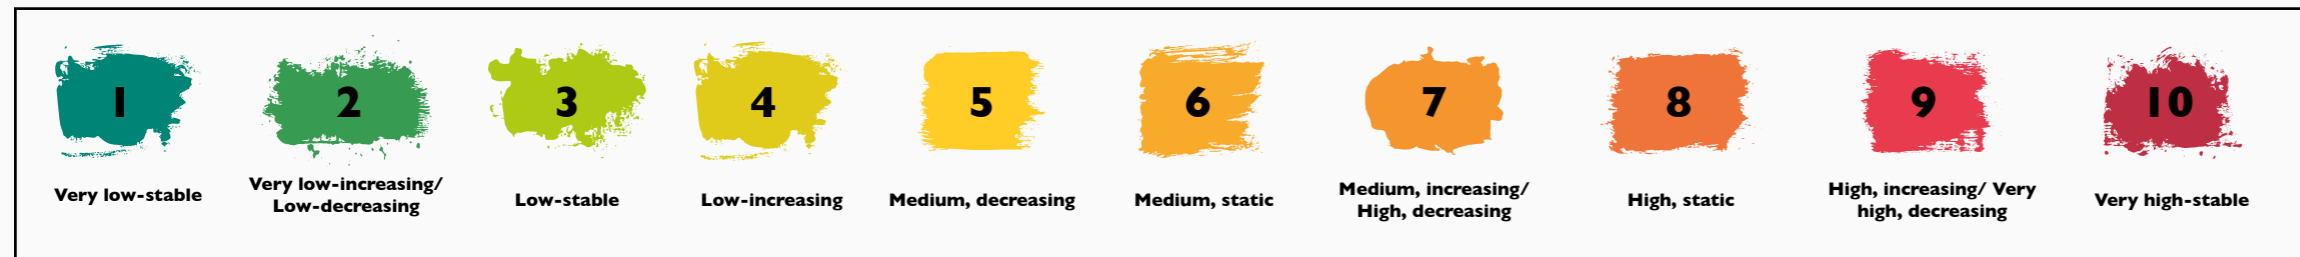 1
Very low-stable
2
Very low-increasing/
Low-decreasing
3
Low-stable
4
Low-increasing
5
Medium, decreasing
6
Medium, static
7
Medium, increasing/
High, decreasing
8
High, static
9
High, increasing/ Very
high, decreasing
10
Very high-stable